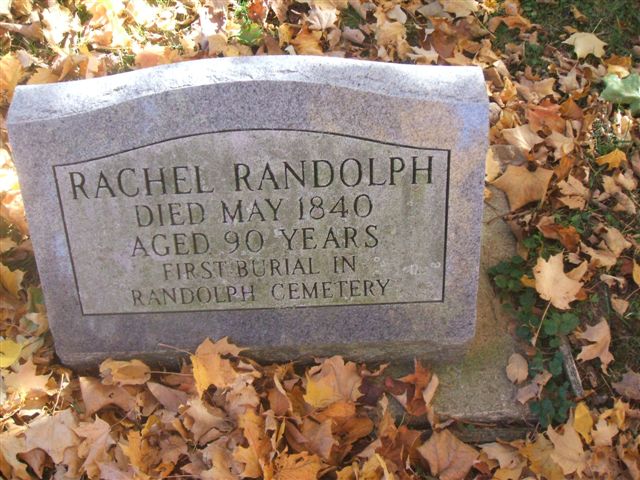 RACHEL RANDOLPH
DIED MAY 1840
AGED 90 YEARS
FIRST BURIAL IN
RANDOLPH CEMETERY